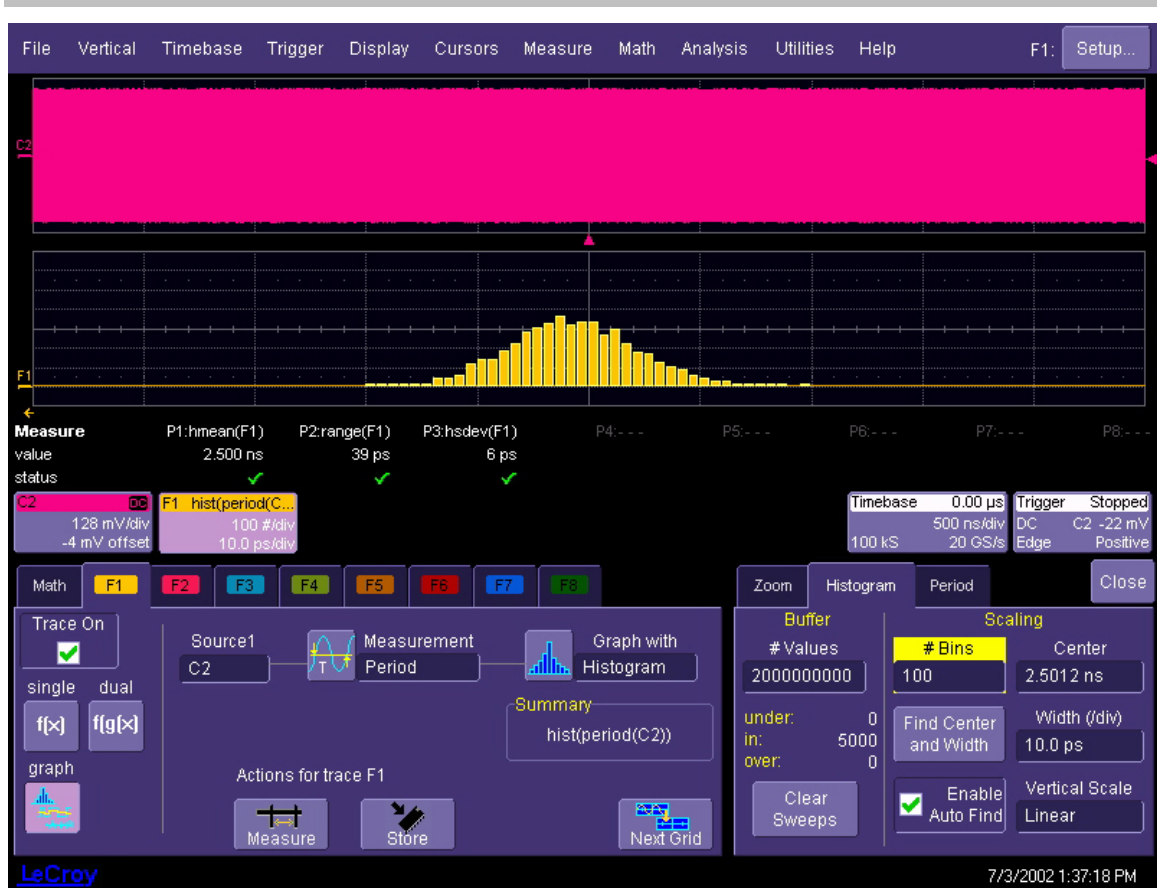 File Vertical Timebase Trigger Display Cursors Measure Math Analysis Utilities Help F1: Setup...
C2
F1
Measure P1:hmean(F1) P2:range(F1) P3:hsdev(F1) P4:- - - P5:- - - P6:- - - P7:- - - P8:- - -
value 2.500 ns 39 ps 6 ps
status
C2 DC
128 mV/div
-4 mV offset
F1 hist(period(C...
100 #/div
10.0 ps/div
Timebase 0.00 µs
500 ns/div
100 kS 20 GS/s
Trigger Stopped
DC C2 -22 mV
Edge Positive
Math F1 F2 F3 F4 F5 F6 F7 F8
Trace On
single dual
f(x) f(g(x)
graph
Source1
C2
T
Measurement
Period
Graph with
Histogram
Summary
hist(period(C2))
Actions for trace F1
Measure Store Next Grid
Zoom Histogram Period Close
Buffer
# Values
2000000000
under: 0
in: 5000
over: 0
Clear
Sweeps
Scaling
# Bins
100
Center
2.5012 ns
Find Center
and Width
Width (/div)
10.0 ps
Enable
Auto Find
Vertical Scale
Linear
LeCroy 7/3/2002 1:37:18 PM